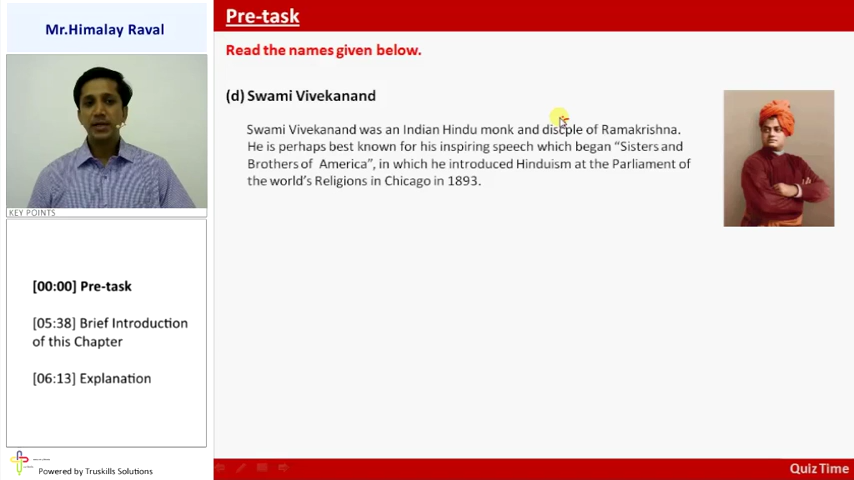 Mr.Himalay Raval
KEY POINTS
[00:00] Pre-task
[05:38] Brief Introduction
of this Chapter
[06:13] Explanation
Powered by Truskills Solutions
Pre-task
Read the names given below.
(d) Swami Vivekanand
Swami Vivekanand was an Indian Hindu monk and disciple of Ramakrishna.
He is perhaps best known for his inspiring speech which began “Sisters and
Brothers of America”, in which he introduced Hinduism at the Parliament of
the world’s Religions in Chicago in 1893.
Quiz Time